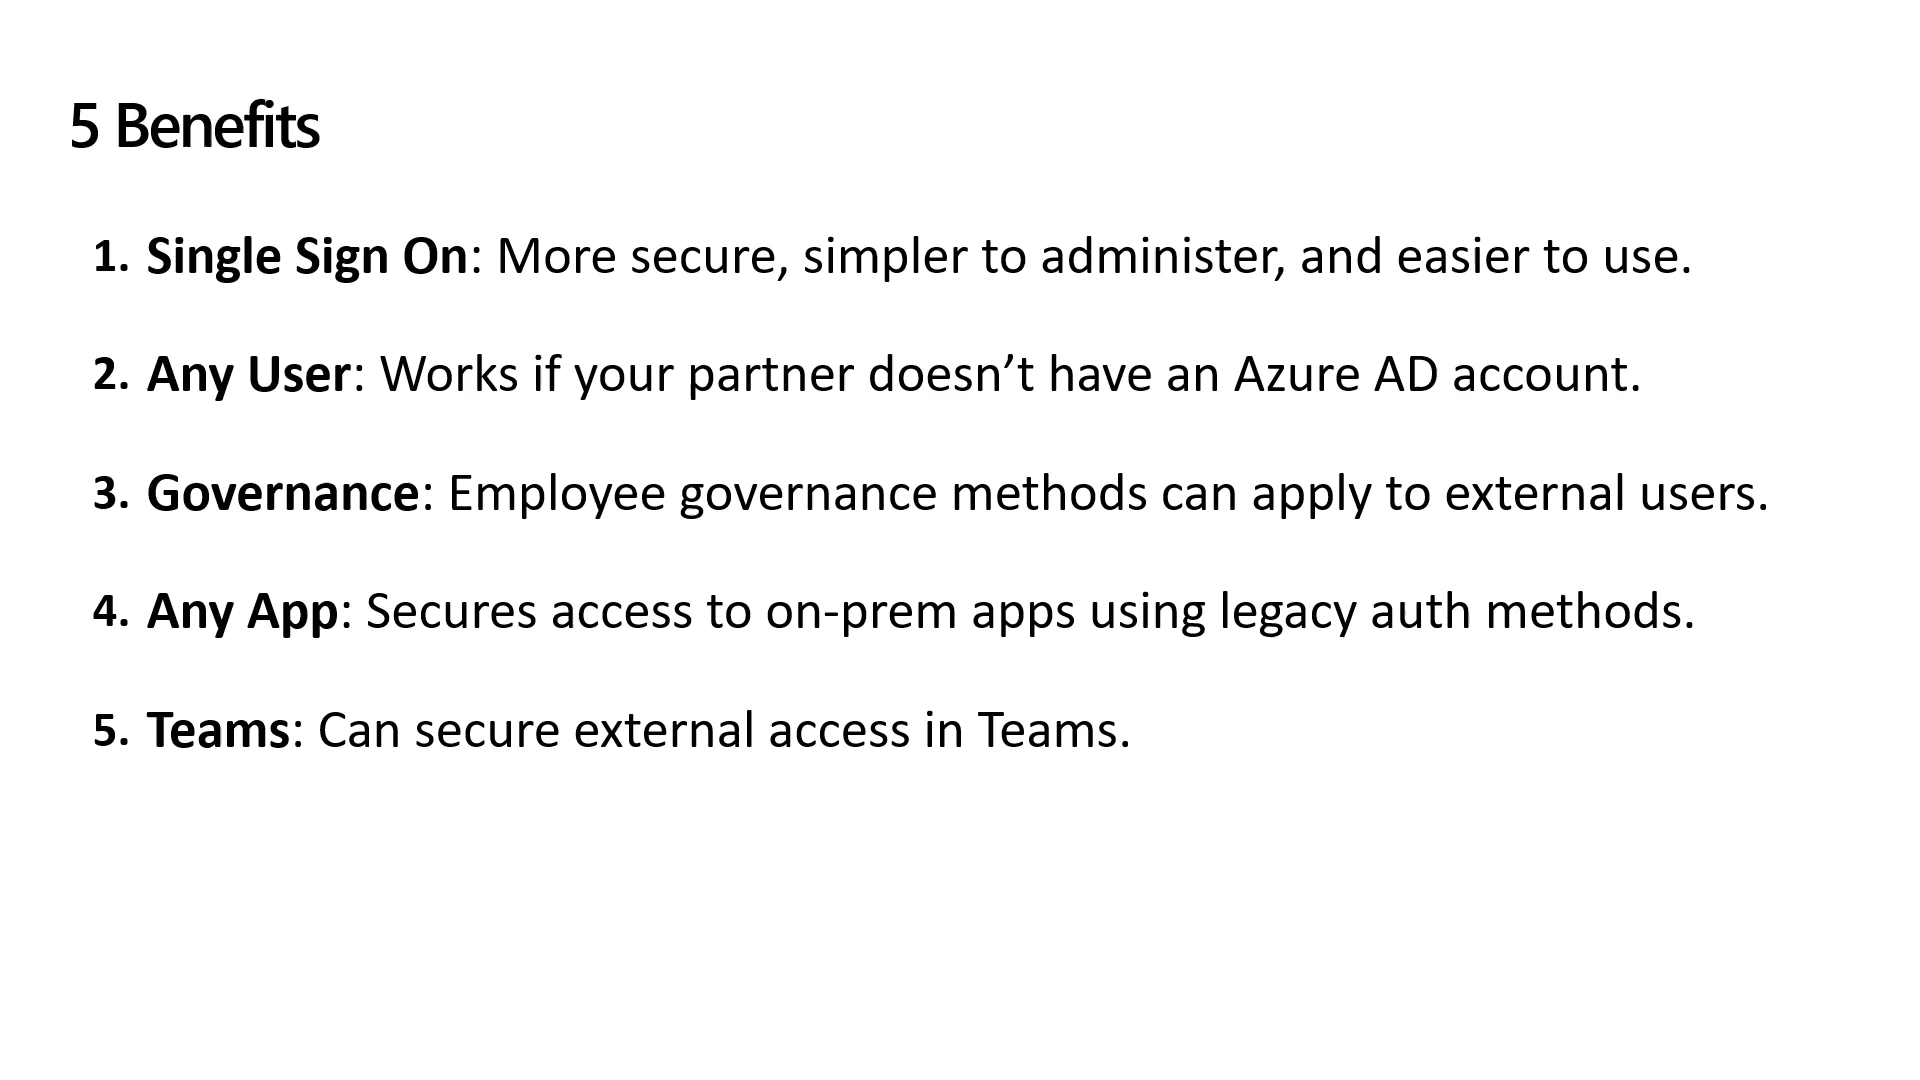 5 Benefits
1. Single Sign On: More secure, simpler to administer, and easier to use.
2. Any User: Works if your partner doesn’t have an Azure AD account.
3. Governance: Employee governance methods can apply to external users.
4. Any App: Secures access to on-prem apps using legacy auth methods.
5. Teams: Can secure external access in Teams.